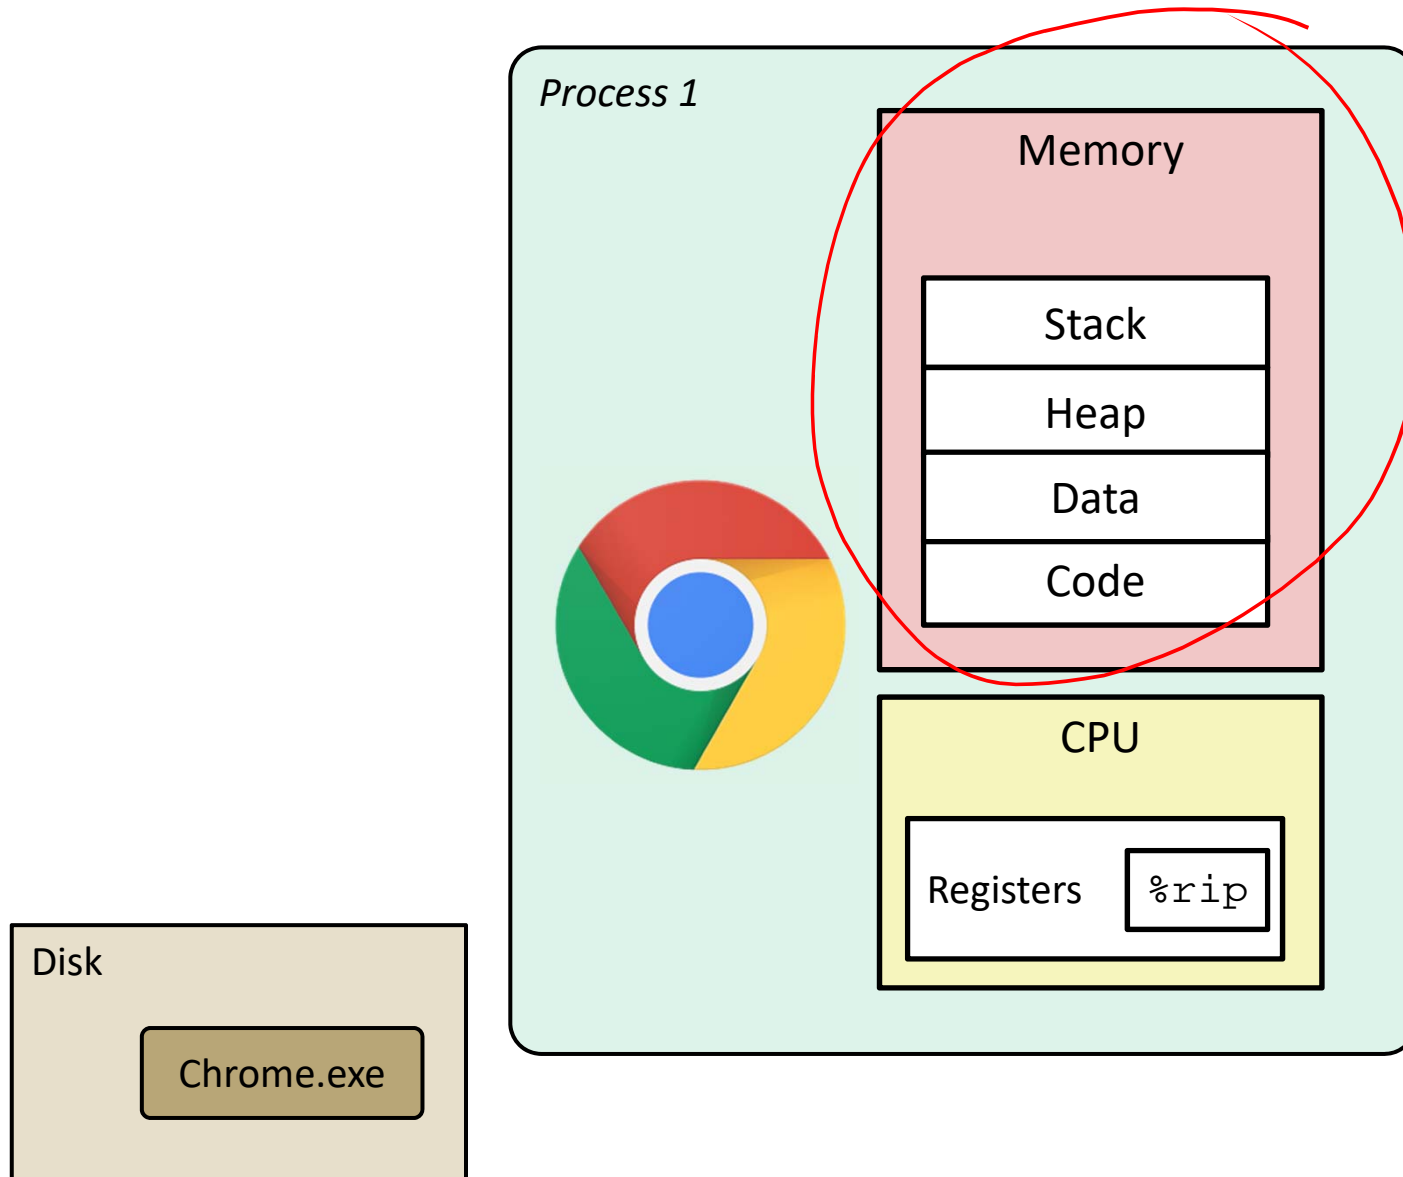 Process 1
Memory
Stack
Heap
Data
Code
CPU
Registers %rip
Disk
Chrome.exe